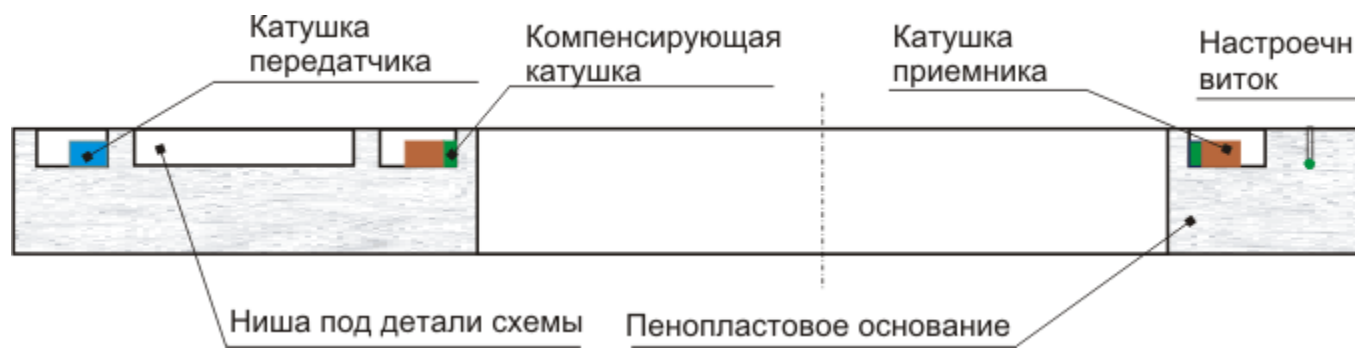 Катушка
передатчика
Компенсирующая
катушка
Катушка
приемника
Настроечн
виток
Ниша под детали схемы
Пенопластовое основание